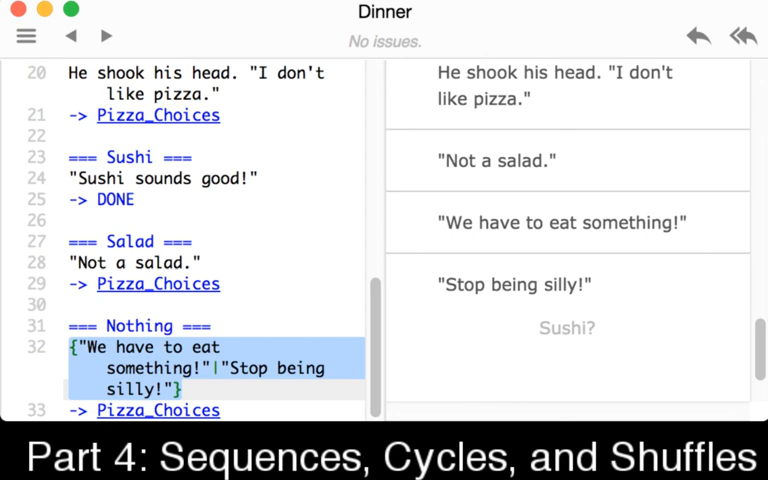 Dinner
No issues.
20 He shook his head. "I don't
like pizza."
21 -> Pizza_Choices
22
23 === Sushi ===
24 "Sushi sounds good!"
25 -> DONE
26
27 === Salad ===
28 "Not a salad."
29 -> Pizza_Choices
30
31 === Nothing ===
32 {"We have to eat
something!"|"Stop being
silly!"}
33 -> Pizza_Choices
He shook his head. "I don't
like pizza."
"Not a salad."
"We have to eat something!"
"Stop being silly!"
Sushi?
Part 4: Sequences, Cycles, and Shuffles